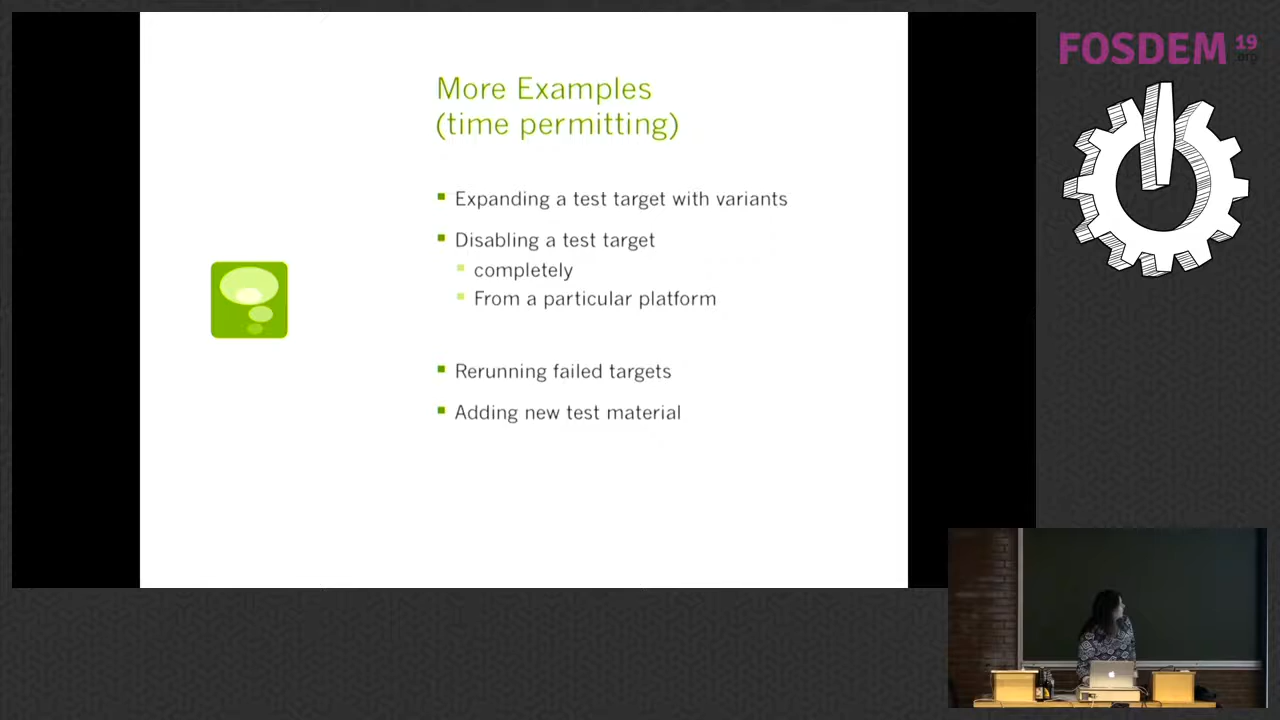 More Examples
(time permitting)
Expanding a test target with variants
Disabling a test target
completely
From a particular platform
Rerunning failed targets
Adding new test material
FOSDEM 19
.org